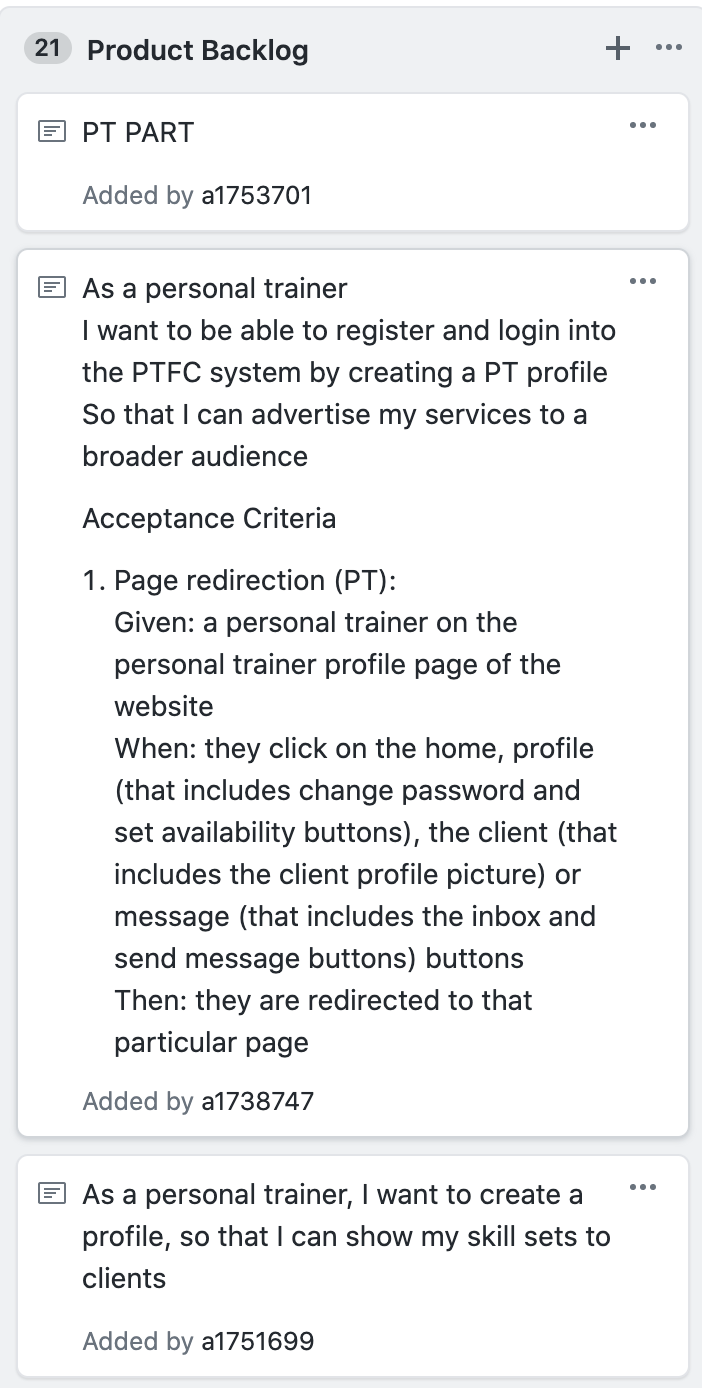 21 Product Backlog
PT PART
Added by a1753701
As a personal trainer
I want to be able to register and login into
the PTFC system by creating a PT profile
So that I can advertise my services to a
broader audience
Acceptance Criteria
1. Page redirection (PT):
Given: a personal trainer on the
personal trainer profile page of the
website
When: they click on the home, profile
(that includes change password and
set availability buttons), the client (that
includes the client profile picture) or
message (that includes the inbox and
send message buttons) buttons
Then: they are redirected to that
particular page
Added by a1738747
As a personal trainer, I want to create a
profile, so that I can show my skill sets to
clients
Added by a1751699